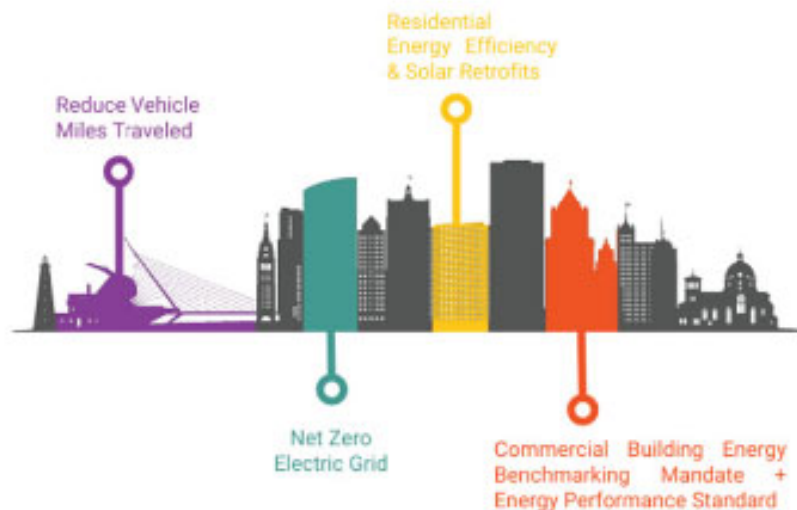 Residential
Energy Efficiency
& Solar Retrofits
Reduce Vehicle
Miles Traveled
Net Zero
Electric Grid
Commercial Building Energy
Benchmarking Mandate +
Energy Performance Standard